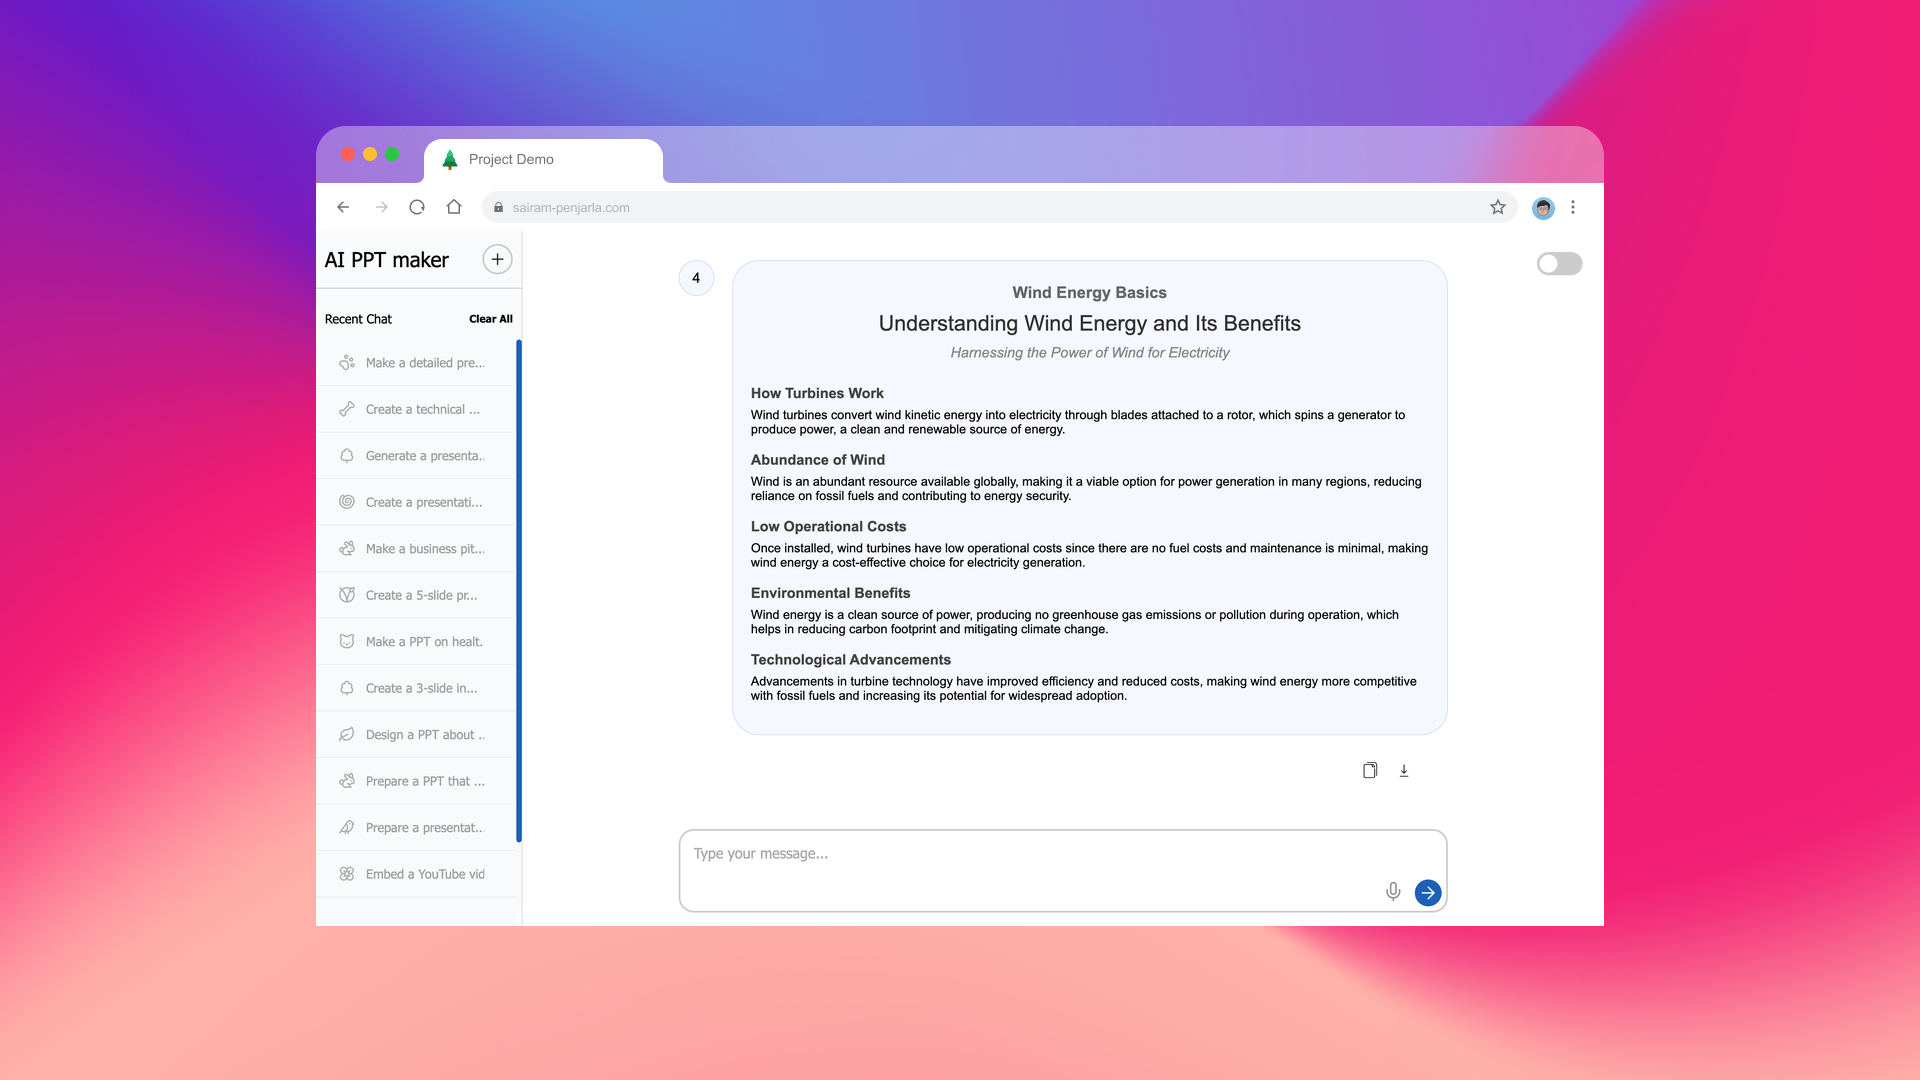 Project Demo
sairam-penjarla.com
AI PPT maker
Recent Chat
Clear All
Make a detailed pre...
Create a technical ...
Generate a presenta..
Create a presentati...
Make a business pit...
Create a 5-slide pr...
Make a PPT on healt.
Create a 3-slide in...
Design a PPT about ..
Prepare a PPT that ...
Prepare a presentat..
Embed a YouTube vid
4
Wind Energy Basics
Understanding Wind Energy and Its Benefits
Harnessing the Power of Wind for Electricity
How Turbines Work
Wind turbines convert wind kinetic energy into electricity through blades attached to a rotor, which spins a generator to
produce power, a clean and renewable source of energy.
Abundance of Wind
Wind is an abundant resource available globally, making it a viable option for power generation in many regions, reducing
reliance on fossil fuels and contributing to energy security.
Low Operational Costs
Once installed, wind turbines have low operational costs since there are no fuel costs and maintenance is minimal, making
wind energy a cost-effective choice for electricity generation.
Environmental Benefits
Wind energy is a clean source of power, producing no greenhouse gas emissions or pollution during operation, which
helps in reducing carbon footprint and mitigating climate change.
Technological Advancements
Advancements in turbine technology have improved efficiency and reduced costs, making wind energy more competitive
with fossil fuels and increasing its potential for widespread adoption.
Type your message...